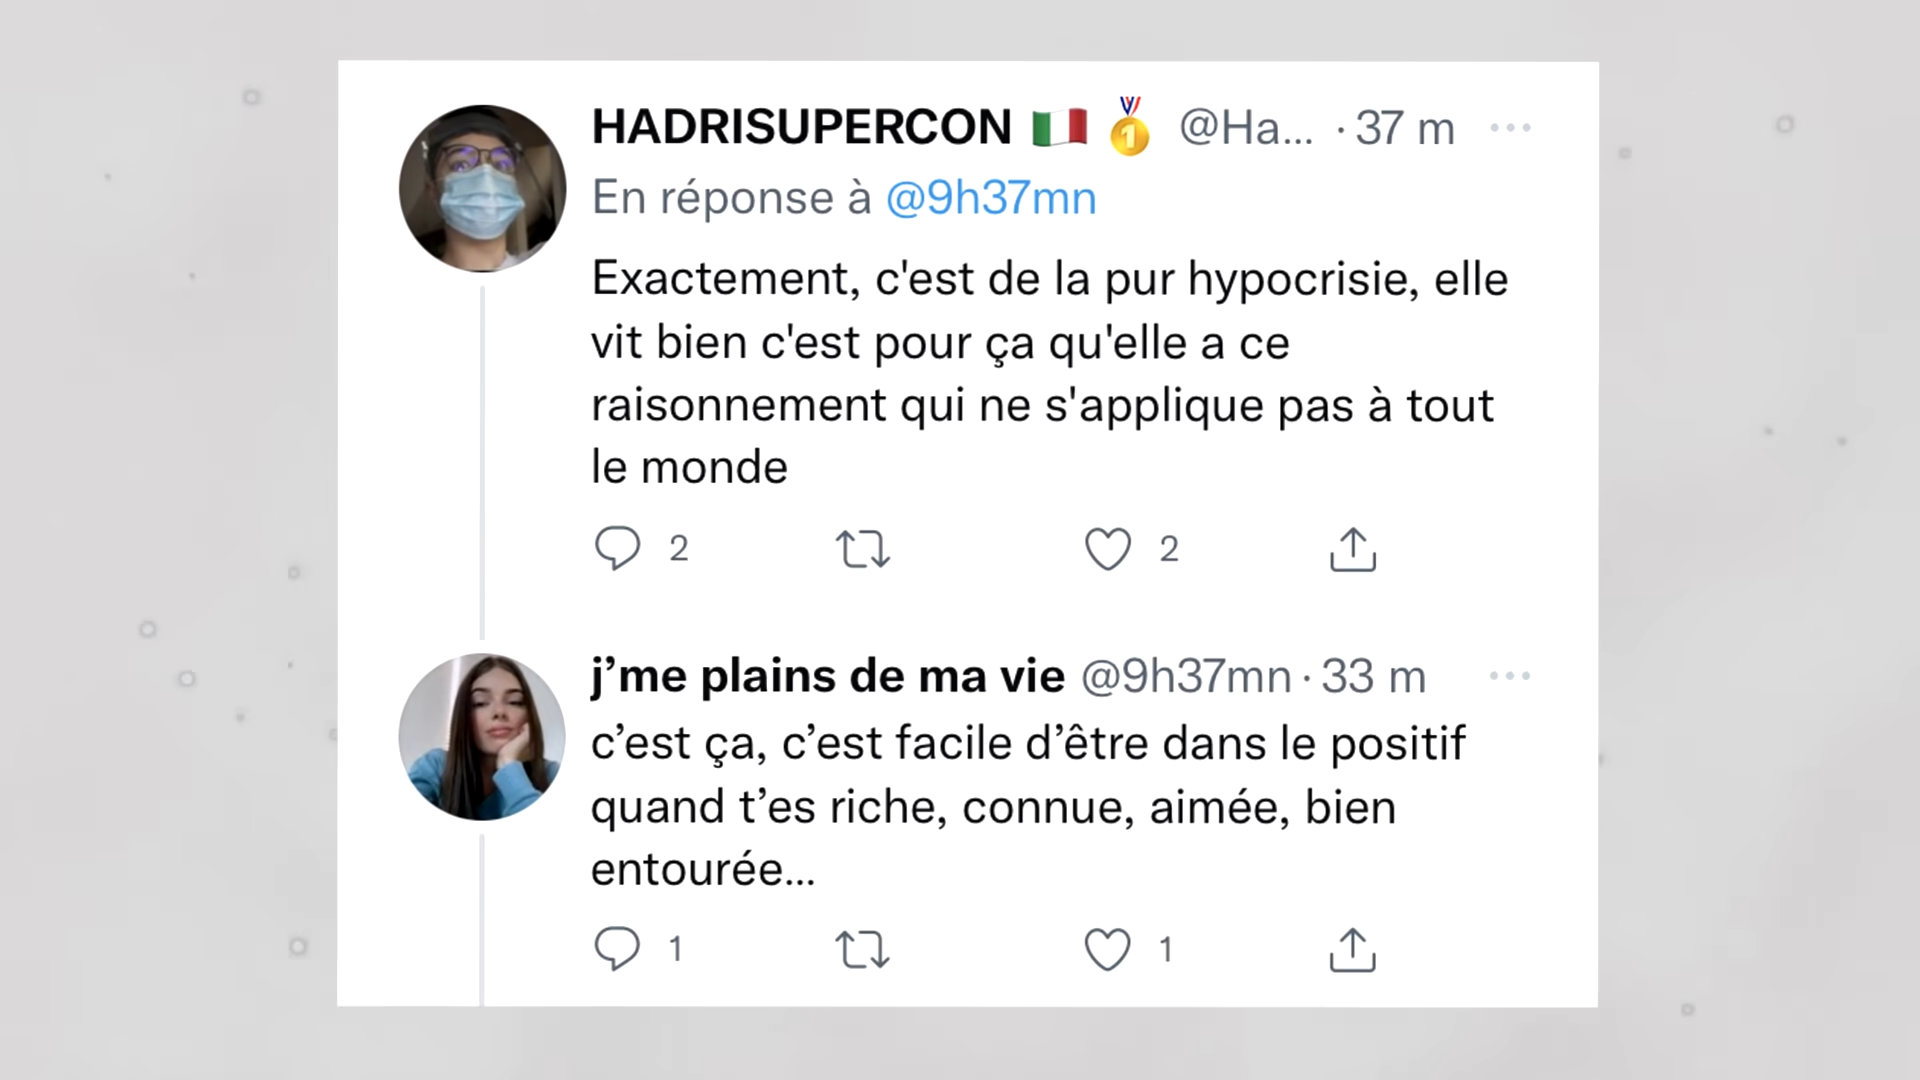 HADRISUPERCON 🇮🇹 🥇 @Ha... · 37 m
En réponse à @9h37mn
Exactement, c'est de la pur hypocrisie, elle
vit bien c'est pour ça qu'elle a ce
raisonnement qui ne s'applique pas à tout
le monde
2 2
j’me plains de ma vie @9h37mn · 33 m
c’est ça, c’est facile d’être dans le positif
quand t’es riche, connue, aimée, bien
entourée...
1 1